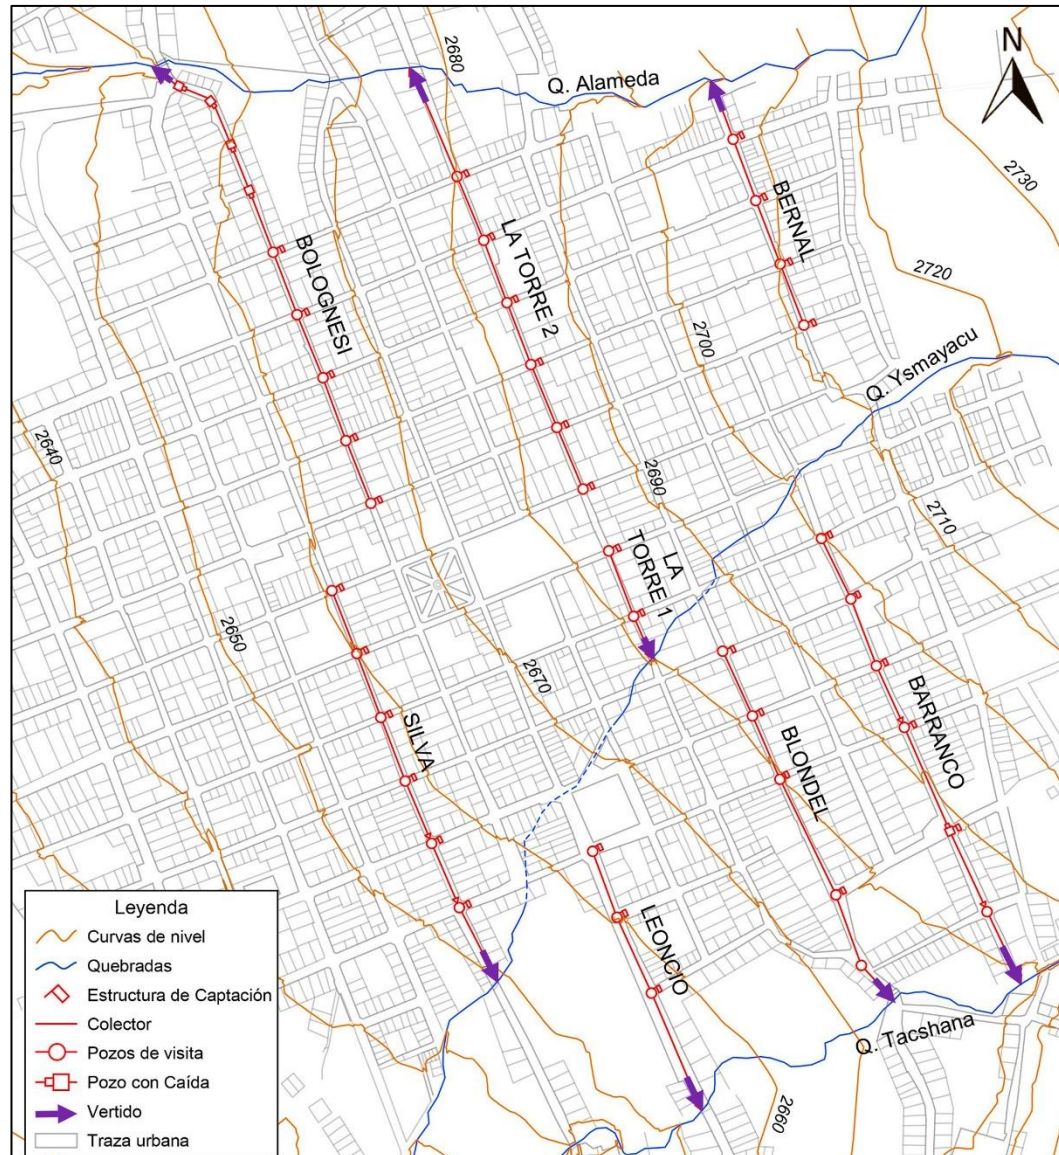 N
2680
Q. Alameda
2730
BERNAL
LA TORRE 2
BOLOGNESI
2720
2700
Q. Ysmayacu
2640
2690
2710
LA
TORRE 1
2650
2670
BARRANCO
SILVA
BLONDEL
LEONCIO
Q. Tacshana
2660
Leyenda
Curvas de nivel
Quebradas
Estructura de Captación
Colector
Pozos de visita
Pozo con Caída
Vertido
Traza urbana